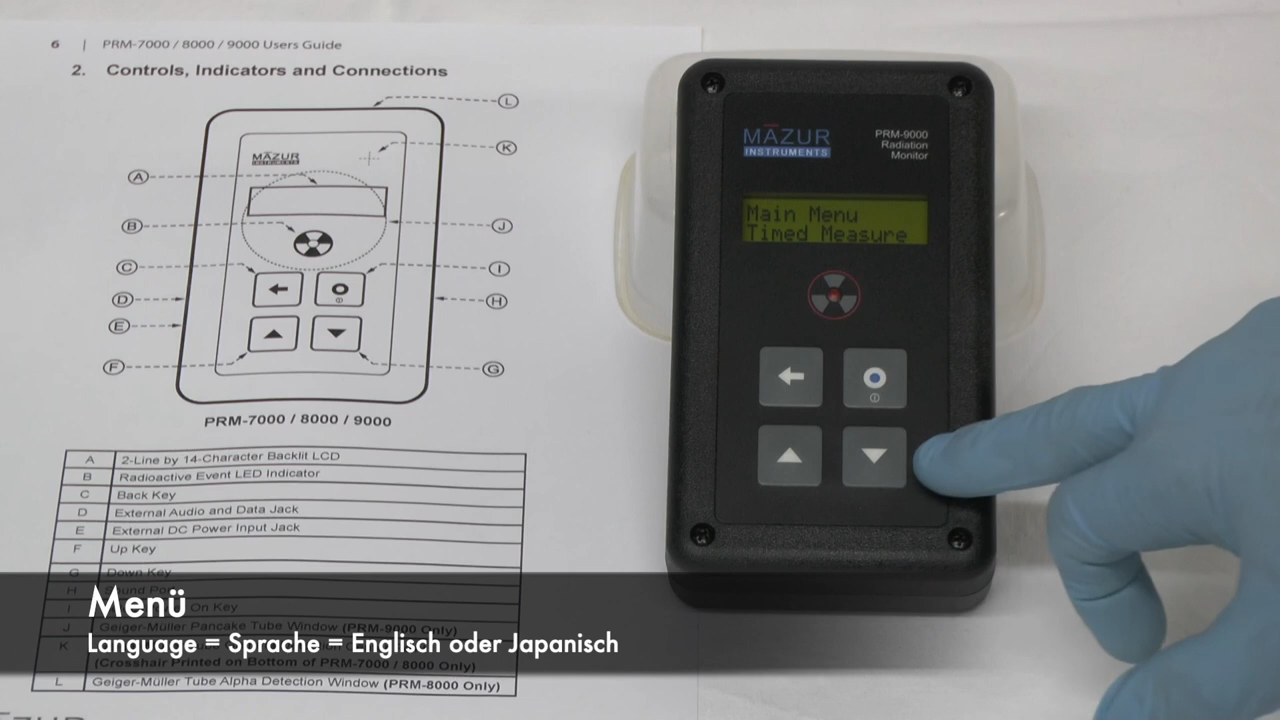 6 | PRM-7000 / 8000 / 9000 Users Guide
2. Controls, Indicators and Connections
L
MAZUR
INSTRUMENTS
K
A
B
J
C
I
D
H
E
F
G
PRM-7000 / 8000 / 9000
A 2-Line by 14-Character Backlit LCD
B Radioactive Event LED Indicator
C Back Key
D External Audio and Data Jack
E External DC Power Input Jack
F Up Key
G Down Key
H Sound Port
I On Key
J Geiger-Müller Pancake Tube Window (PRM-9000 Only)
K
(Crosshair Printed on Bottom of PRM-7000 / 8000 Only)
L Geiger-Müller Tube Alpha Detection Window (PRM-8000 Only)
MAZUR
INSTRUMENTS
PRM-9000
Radiation
Monitor
Main Menu
Timed Measure
Menü
Language = Sprache = Englisch oder Japanisch